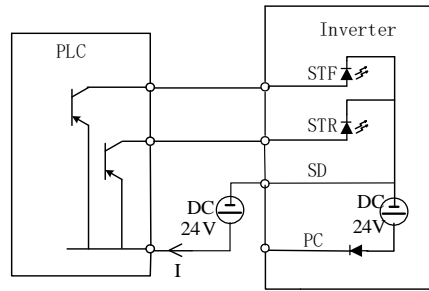 PLC
Inverter
STF
STR
SD
DC
24V
DC
24V
PC
I